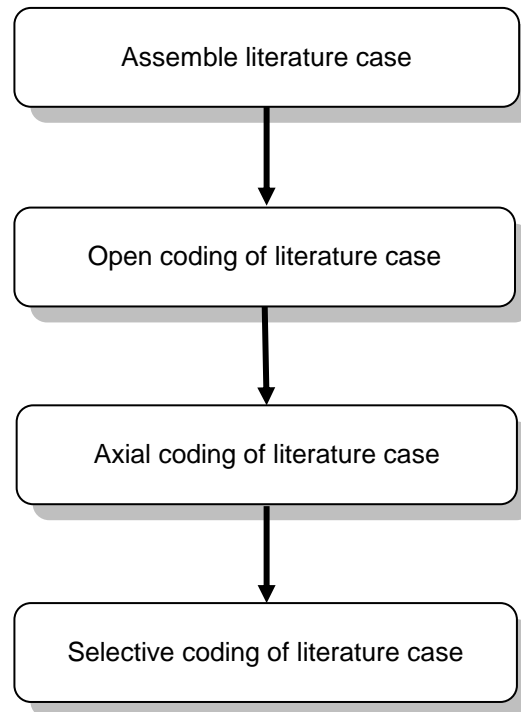 Assemble literature case
Open coding of literature case
Axial coding of literature case
Selective coding of literature case